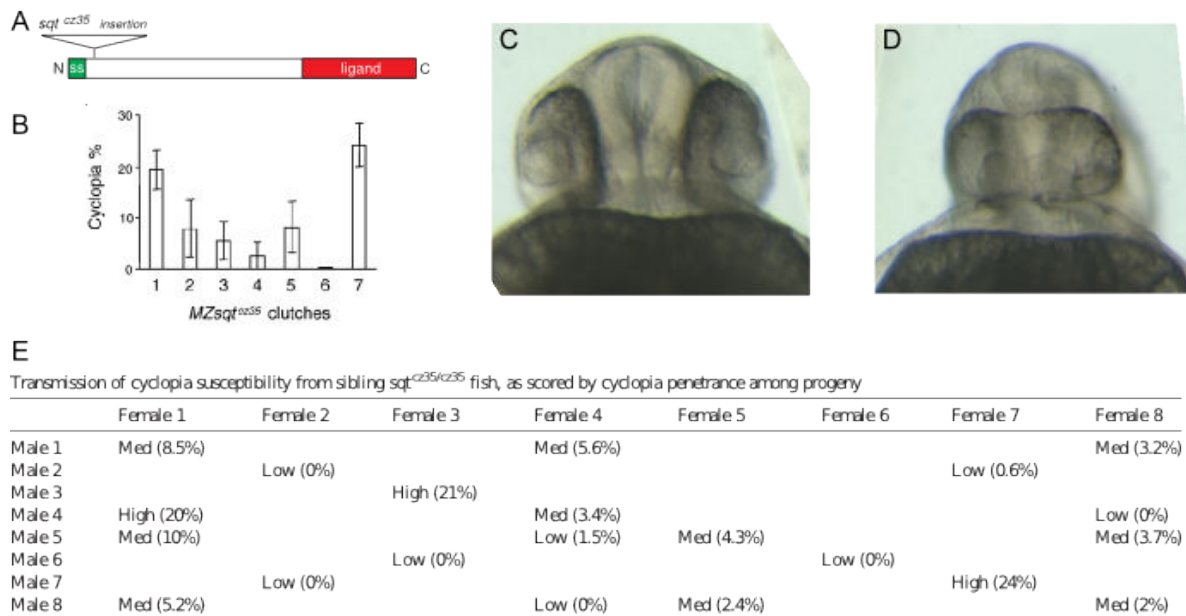 A
sqt cz35 insertion
N ss ligand C
B
Cyclopia %
30
20
10
0
1 2 3 4 5 6 7
MZsqt cz35 clutches
C
D
E
Transmission of cyclopia susceptibility from sibling sqt cz35/cz35 fish, as scored by cyclopia penetrance among progeny
Female 1 Female 2 Female 3 Female 4 Female 5 Female 6 Female 7 Female 8
Male 1 Med (8.5%) Med (5.6%) Med (3.2%)
Male 2 Low (0%) Low (0.6%)
Male 3 High (21%)
Male 4 High (20%) Med (3.4%) Low (0%)
Male 5 Med (10%) Low (1.5%) Med (4.3%) Med (3.7%)
Male 6 Low (0%) Low (0%)
Male 7 Low (0%) High (24%)
Male 8 Med (5.2%) Low (0%) Med (2.4%) Med (2%)